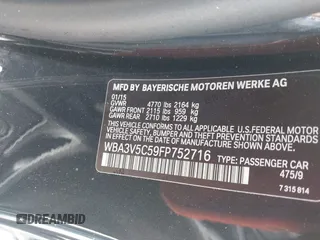 MFD BY BAYERISCHE MOTOREN WERKE AG
01/15
GVWR 4770 lbs 2164 kg
GAWR FRONT 2115 lbs 959 kg
GAWR REAR 2710 lbs 1229 kg
THIS VEHICLE CONFORMS TO ALL APPLICABLE U.S. FEDERAL MOTOR
VEHICLE SAFETY, BUMPER AND THEFT PREVENTION STANDARDS
IN EFFECT ON THE DATE OF MANUFACTURE SHOWN ABOVE
WBA3V5C59FP752716 TYPE: PASSENGER CAR
475/9
7 315 614
DREAMBID